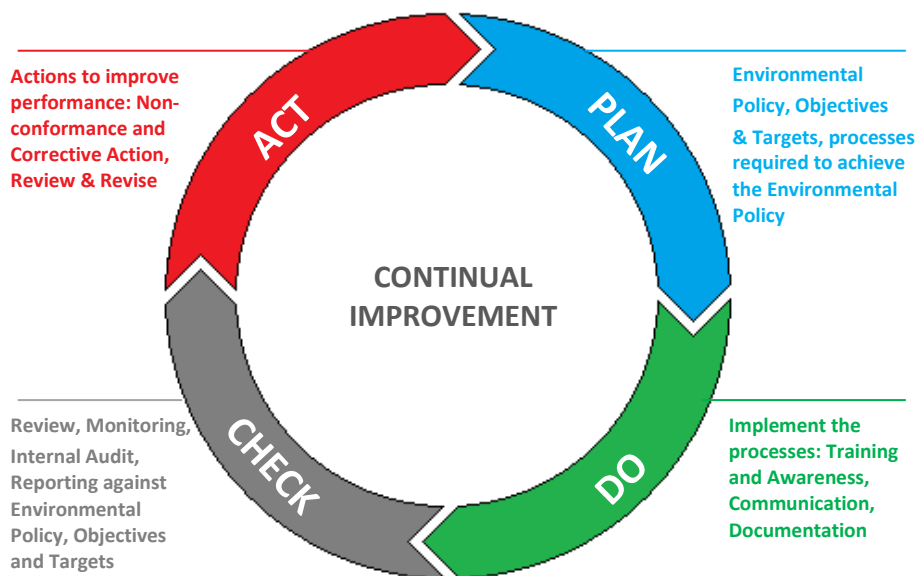 ACT
Actions to improve
performance: Non-
conformance and
Corrective Action,
Review & Revise
PLAN
Environmental
Policy, Objectives
& Targets, processes
required to achieve
the Environmental
Policy
CONTINUAL
IMPROVEMENT
CHECK
Review, Monitoring,
Internal Audit,
Reporting against
Environmental
Policy, Objectives
and Targets
DO
Implement the
processes: Training
and Awareness,
Communication,
Documentation